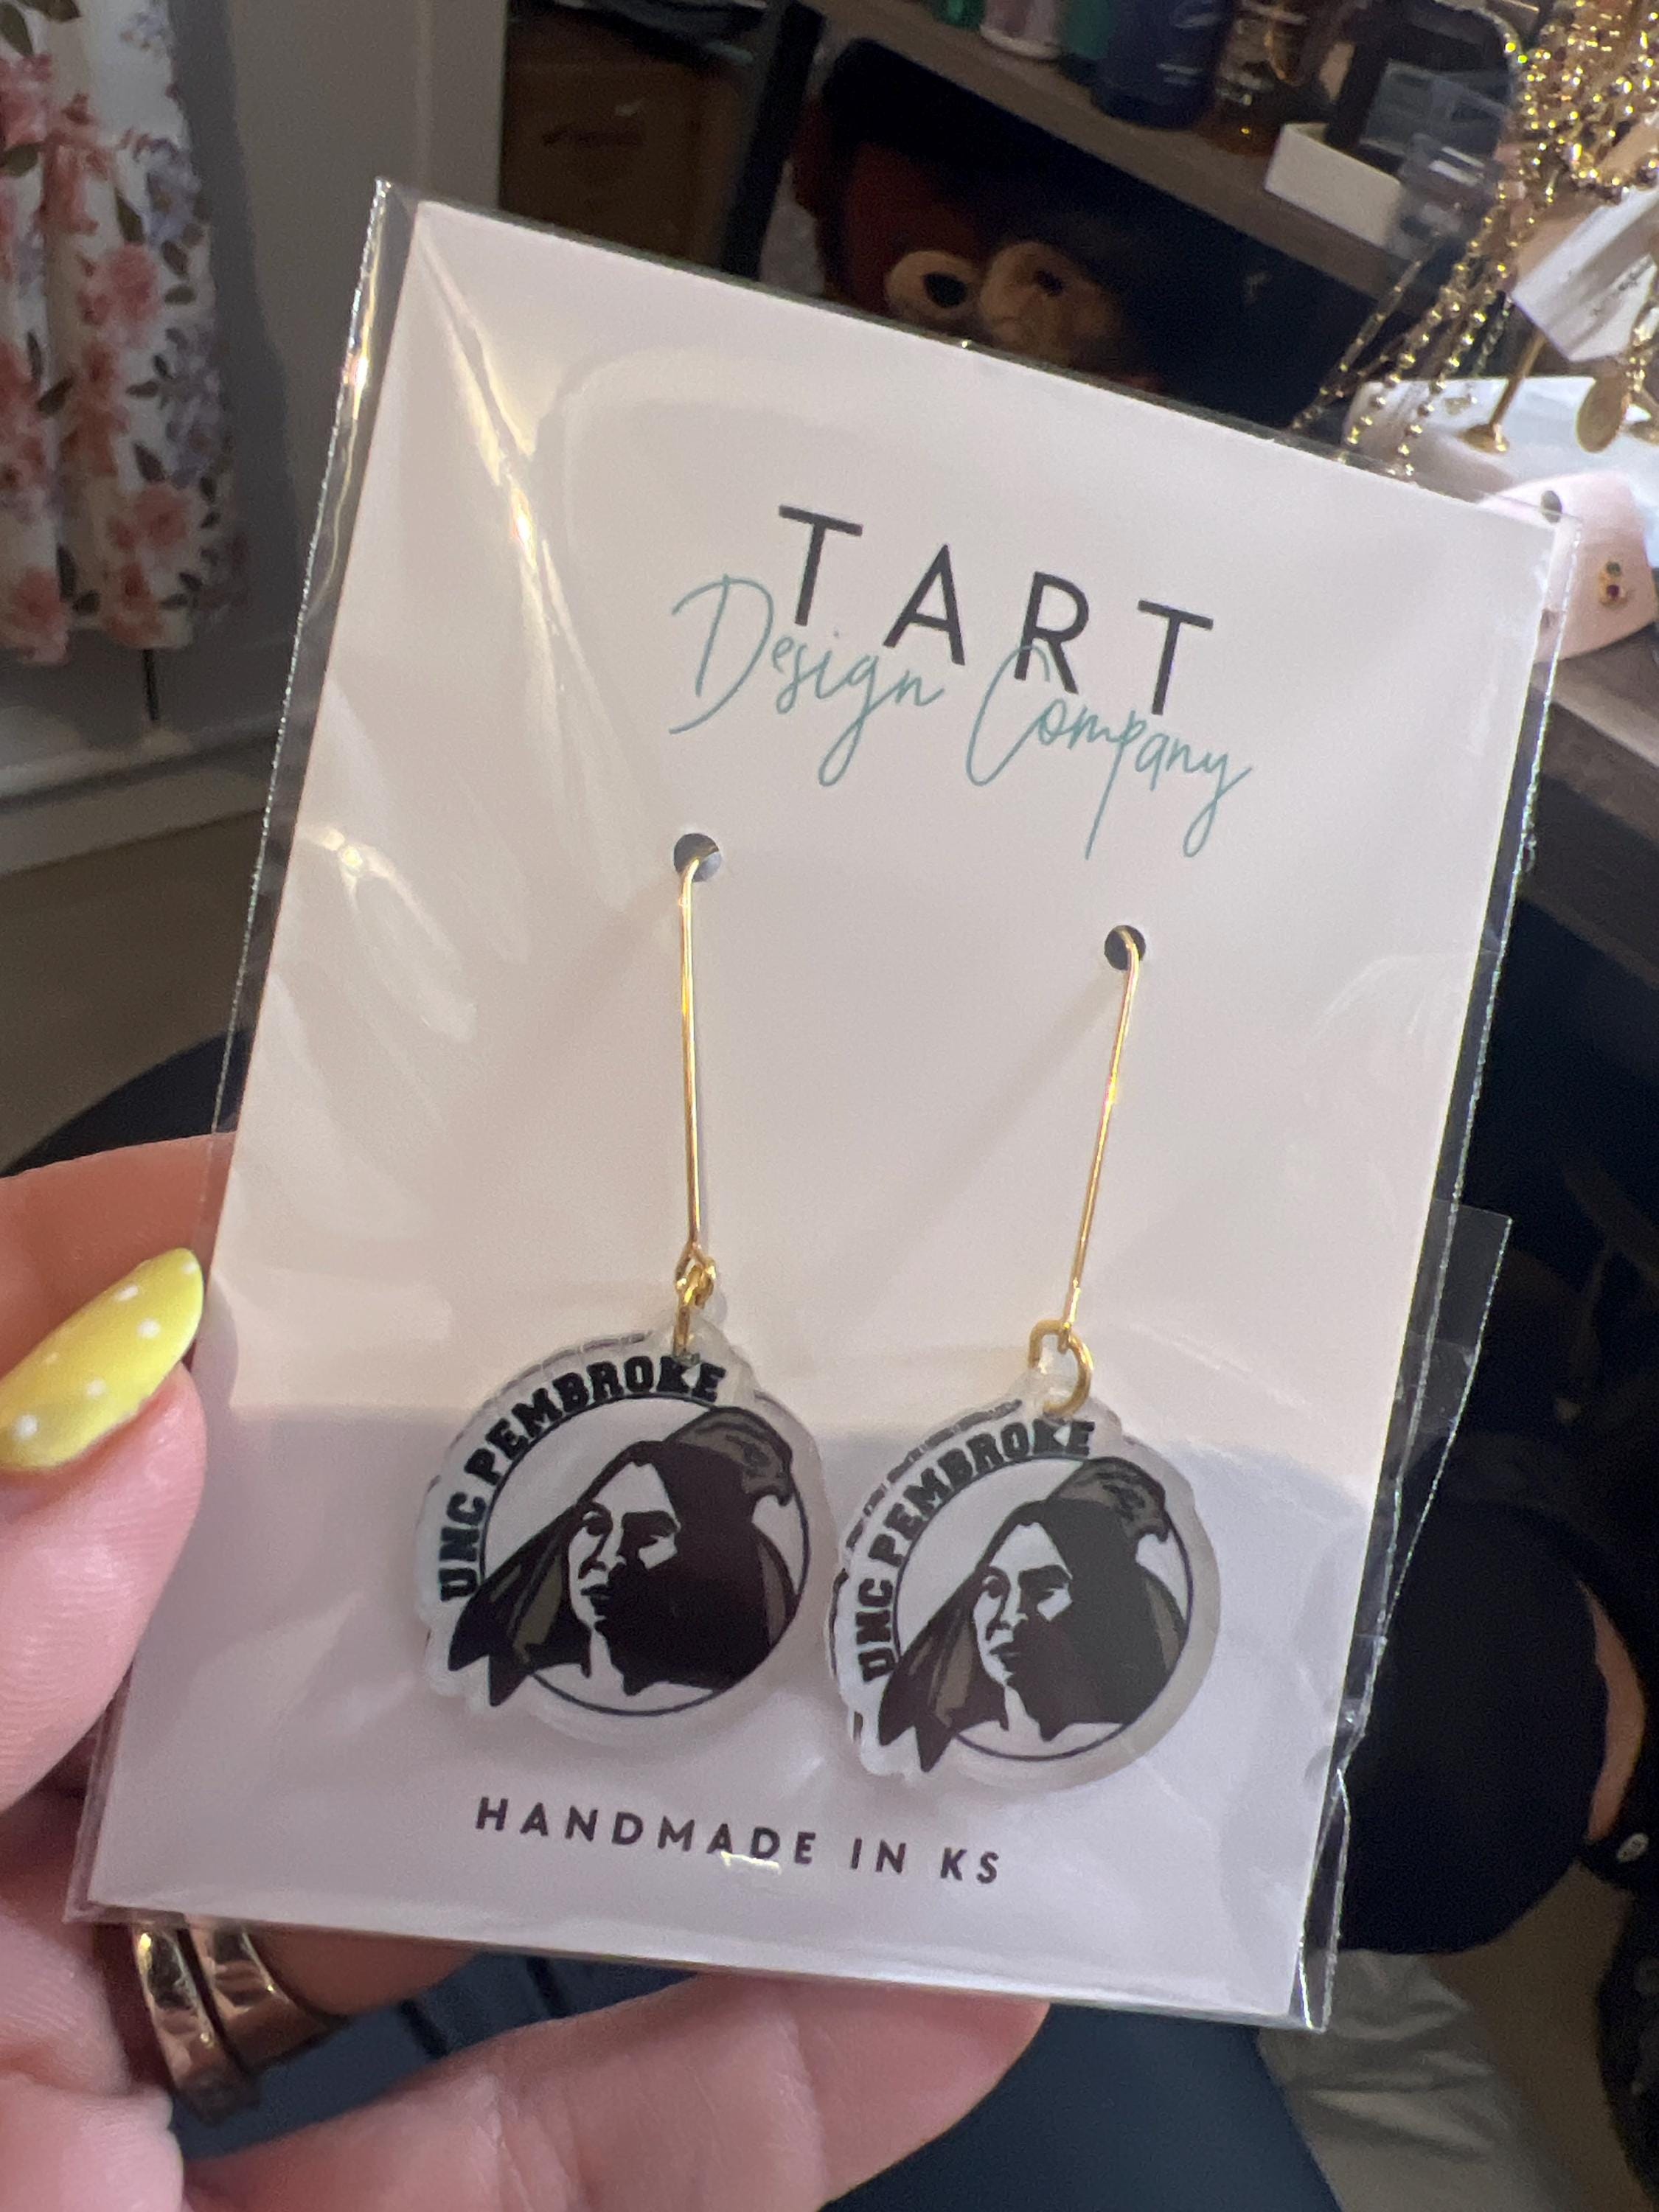 TART
Design Company
UNC PEMBROKE
UNC PEMBROKE
HANDMADE IN KS